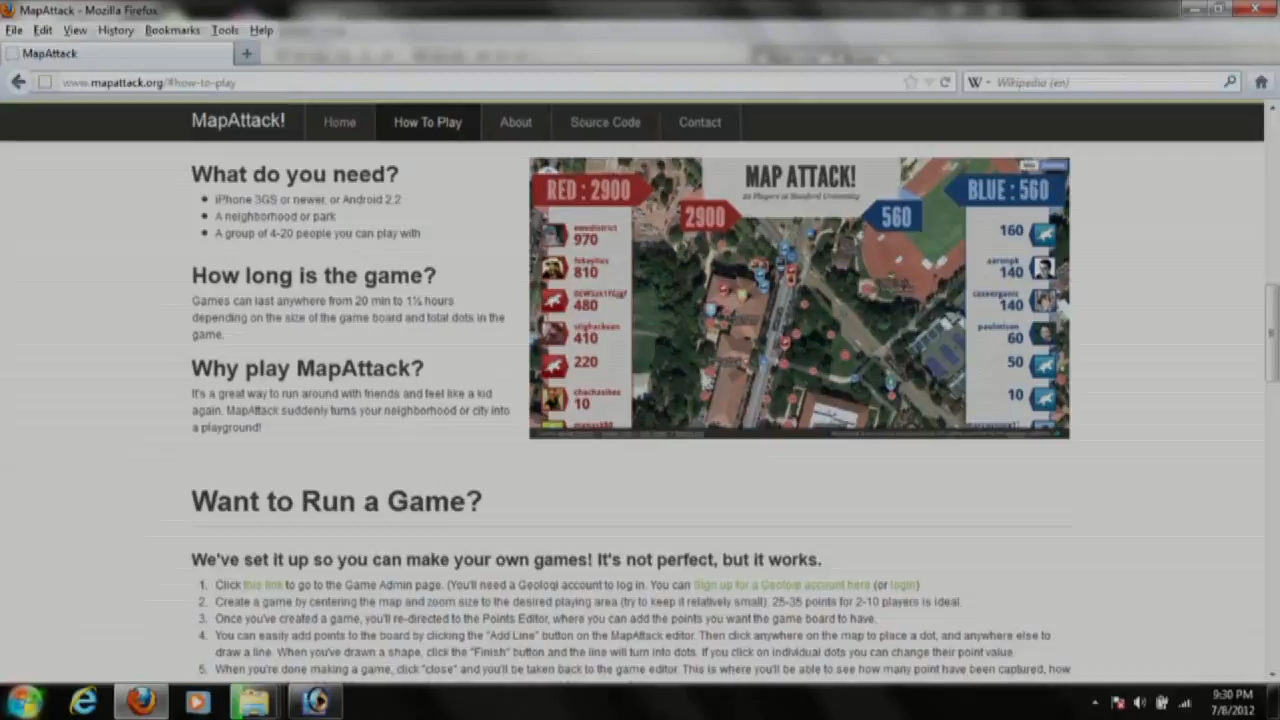 MapAttack - Mozilla Firefox
File Edit View History Bookmarks Tools Help
MapAttack
www.mapattack.org/#how-to-play
W Wikipedia (en)
MapAttack! Home How To Play About Source Code Contact
What do you need?
iPhone 3GS or newer, or Android 2.2
A neighborhood or park
A group of 4-20 people you can play with
How long is the game?
Games can last anywhere from 20 min to 1½ hours
depending on the size of the game board and total dots in the
game.
Why play MapAttack?
It's a great way to run around with friends and feel like a kid
again. MapAttack suddenly turns your neighborhood or city into
a playground!
RED : 2900
MAP ATTACK!
BLUE : 560
22 Players at Stanford University
2900
560
970
810
480
410
220
chachasikes
10
160
aaronpk
140
140
60
50
10
Want to Run a Game?
We've set it up so you can make your own games! It's not perfect, but it works.
1. Click this link to go to the Game Admin page. (You'll need a Geoloqi account to log in. You can Sign up for a Geoloqi account here (or login)
2. Create a game by centering the map and zoom size to the desired playing area (try to keep it relatively small). 25-35 points for 2-10 players is ideal.
3. Once you've created a game, you'll re-directed to the Points Editor, where you can add the points you want the game board to have.
4. You can easily add points to the board by clicking the "Add Line" button on the MapAttack editor. Then click anywhere on the map to place a dot, and anywhere else to
draw a line. When you've drawn a shape, click the "Finish" button and the line will turn into dots. If you click on individual dots you can change their point value.
5. When you're done making a game, click "close" and you'll be taken back to the game editor. This is where you'll be able to see how many point have been captured, how
9:30 PM
7/8/2012